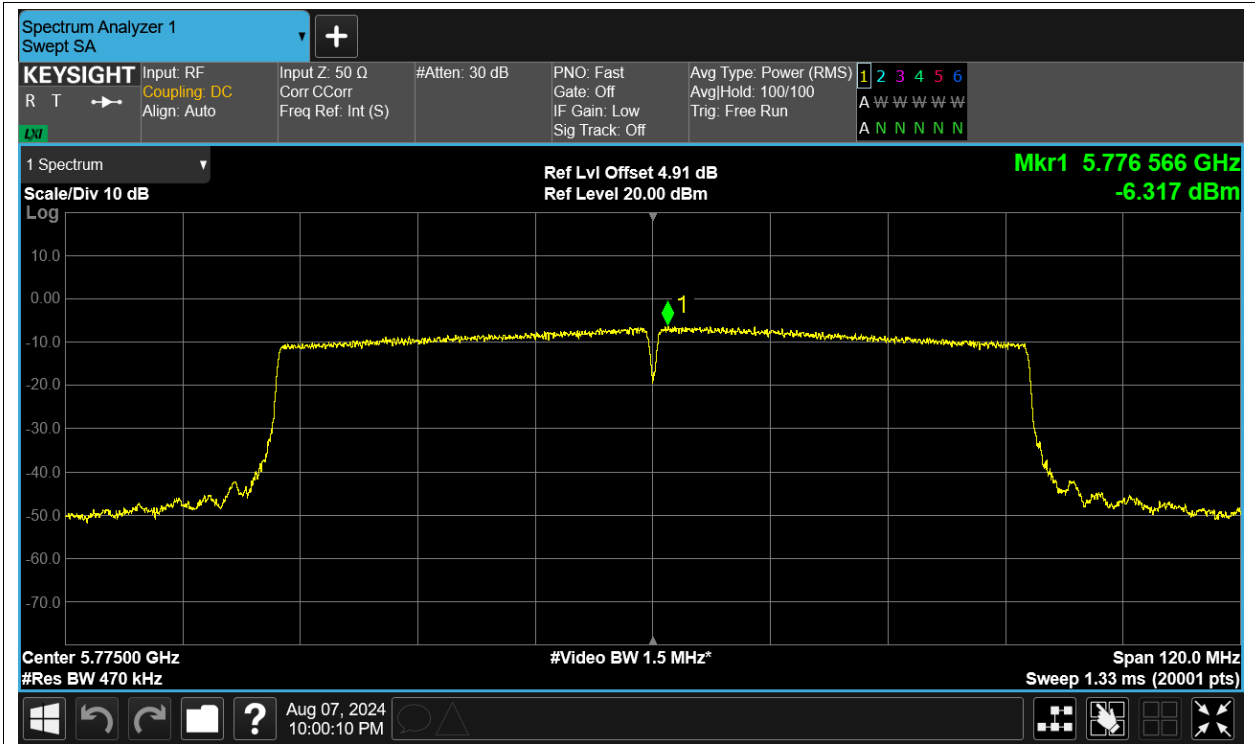 Spectrum Analyzer 1
Swept SA
KEYSIGHT
R T
LXI
Input: RF
Coupling: DC
Align: Auto
Input Z: 50 Ω
Corr CCorr
Freq Ref: Int (S)
#Atten: 30 dB
PNO: Fast
Gate: Off
IF Gain: Low
Sig Track: Off
Avg Type: Power (RMS)
Avg|Hold: 100/100
Trig: Free Run
1 2 3 4 5 6
A W W W W W
A N N N N N
1 Spectrum
Scale/Div 10 dB
Ref Lvl Offset 4.91 dB
Ref Level 20.00 dBm
Mkr1 5.776 566 GHz
-6.317 dBm
Log
10.0
0.00
-10.0
-20.0
-30.0
-40.0
-50.0
-60.0
-70.0
1
Center 5.77500 GHz
#Res BW 470 kHz
#Video BW 1.5 MHz*
Span 120.0 MHz
Sweep 1.33 ms (20001 pts)
?
Aug 07, 2024
10:00:10 PM